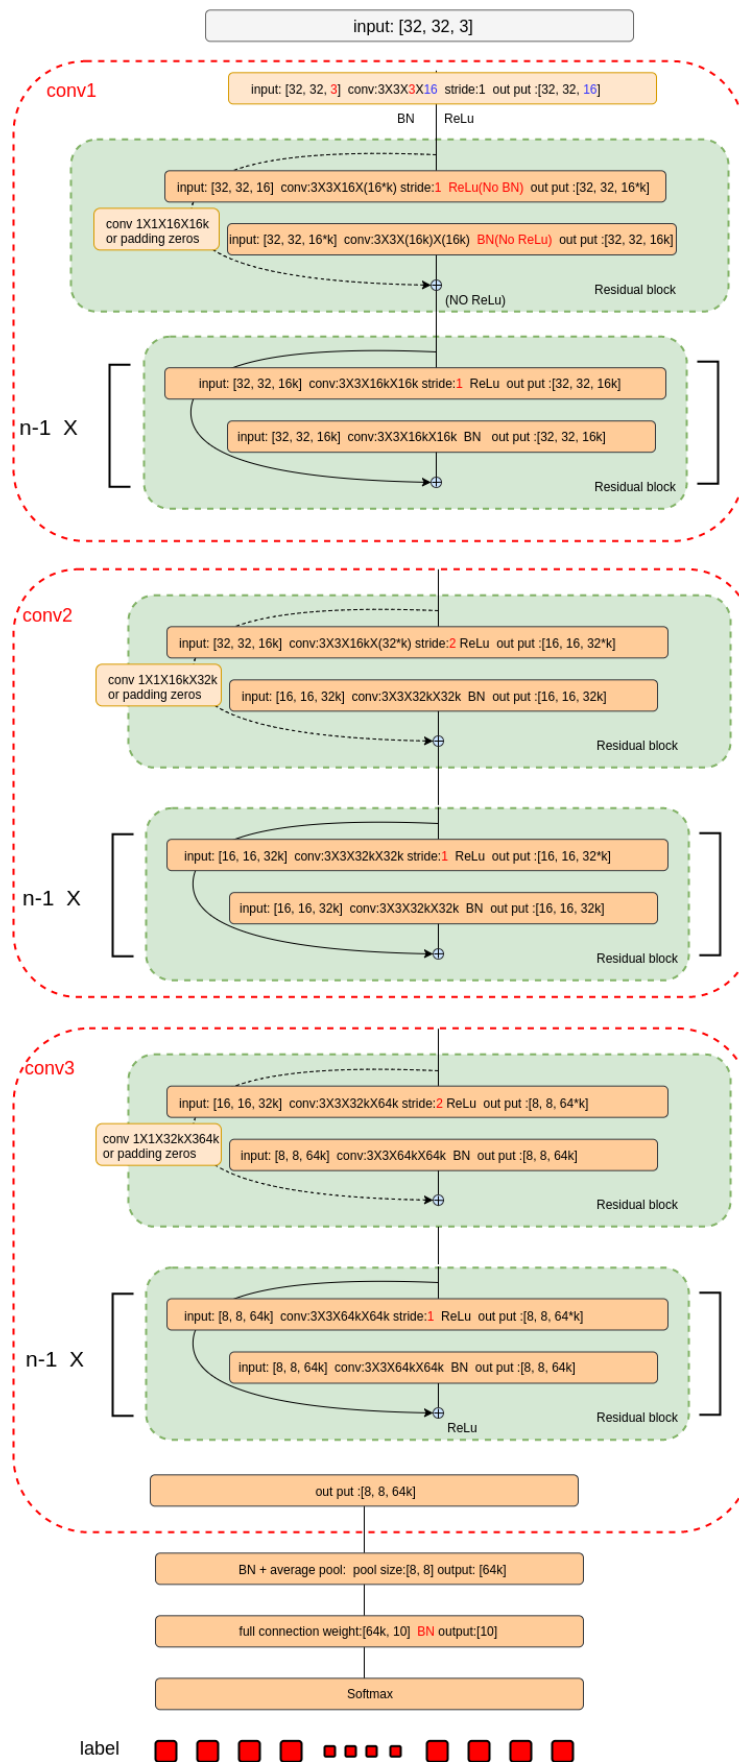 input: [32, 32, 3]
conv1
input: [32, 32, 3] conv:3X3X3X16 stride:1 out put :[32, 32, 16]
BN ReLu
input: [32, 32, 16] conv:3X3X16X(16*k) stride:1 ReLu(No BN) out put :[32, 32, 16*k]
conv 1X1X16X16k
or padding zeros
input: [32, 32, 16*k] conv:3X3X(16k)X(16k) BN(No ReLu) out put :[32, 32, 16k]
(NO ReLu)
Residual block
n-1 X
input: [32, 32, 16k] conv:3X3X16kX16k stride:1 ReLu out put :[32, 32, 16k]
input: [32, 32, 16k] conv:3X3X16kX16k BN out put :[32, 32, 16k]
Residual block
conv2
input: [32, 32, 16k] conv:3X3X16kX(32*k) stride:2 ReLu out put :[16, 16, 32*k]
conv 1X1X16kX32k
or padding zeros
input: [16, 16, 32k] conv:3X3X32kX32k BN out put :[16, 16, 32k]
Residual block
n-1 X
input: [16, 16, 32k] conv:3X3X32kX32k stride:1 ReLu out put :[16, 16, 32*k]
input: [16, 16, 32k] conv:3X3X32kX32k BN out put :[16, 16, 32k]
Residual block
conv3
input: [16, 16, 32k] conv:3X3X32kX64k stride:2 ReLu out put :[8, 8, 64*k]
conv 1X1X32kX364k
or padding zeros
input: [8, 8, 64k] conv:3X3X64kX64k BN out put :[8, 8, 64k]
Residual block
n-1 X
input: [8, 8, 64k] conv:3X3X64kX64k stride:1 ReLu out put :[8, 8, 64*k]
input: [8, 8, 64k] conv:3X3X64kX64k BN out put :[8, 8, 64k]
Residual block
ReLu
out put :[8, 8, 64k]
BN + average pool: pool size:[8, 8] output: [64k]
full connection weight:[64k, 10] BN output:[10]
Softmax
label